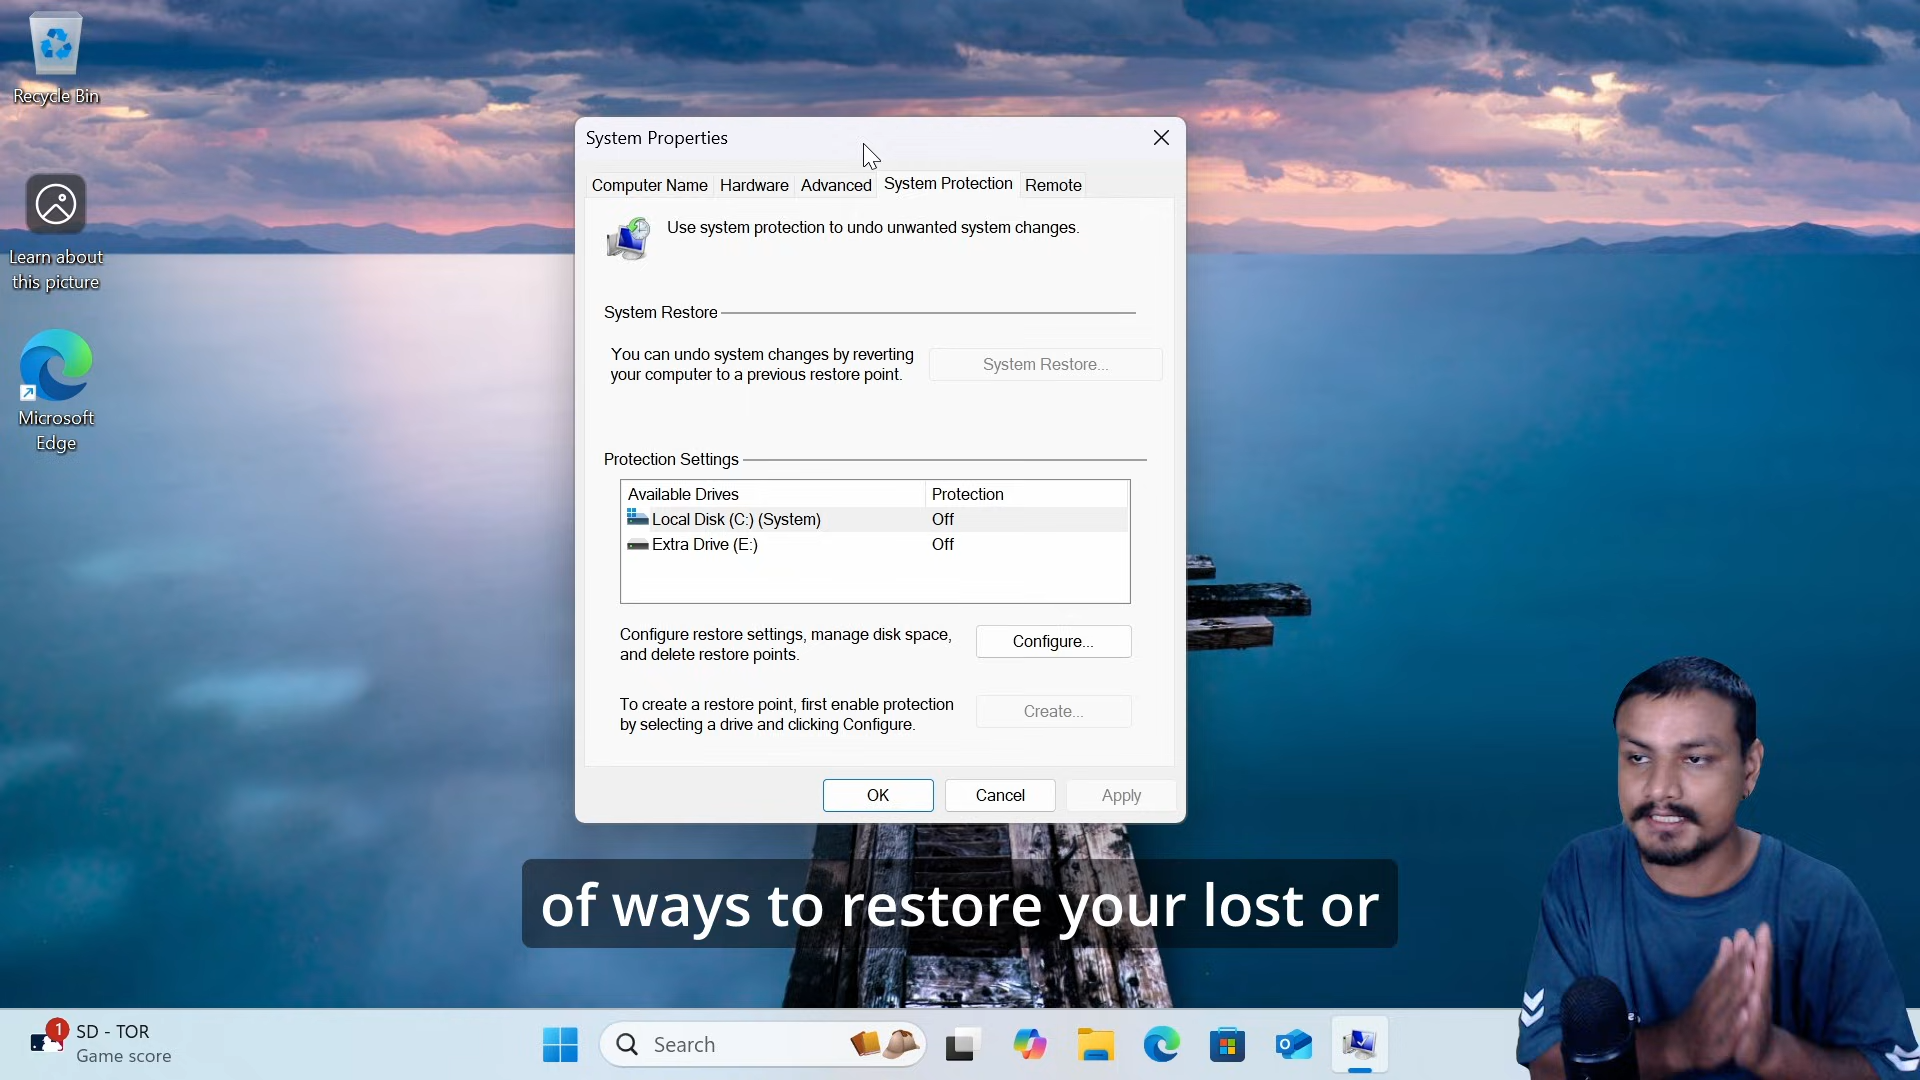 Recycle Bin
Learn about
this picture
Microsoft
Edge
System Properties
Computer Name Hardware Advanced System Protection Remote
Use system protection to undo unwanted system changes.
System Restore
You can undo system changes by reverting
your computer to a previous restore point.
System Restore...
Protection Settings
Available Drives Protection
Local Disk (C:) (System) Off
Extra Drive (E:) Off
Configure restore settings, manage disk space,
and delete restore points.
Configure...
To create a restore point, first enable protection
by selecting a drive and clicking Configure.
Create...
OK Cancel Apply
of ways to restore your lost or
1
SD - TOR
Game score
Search